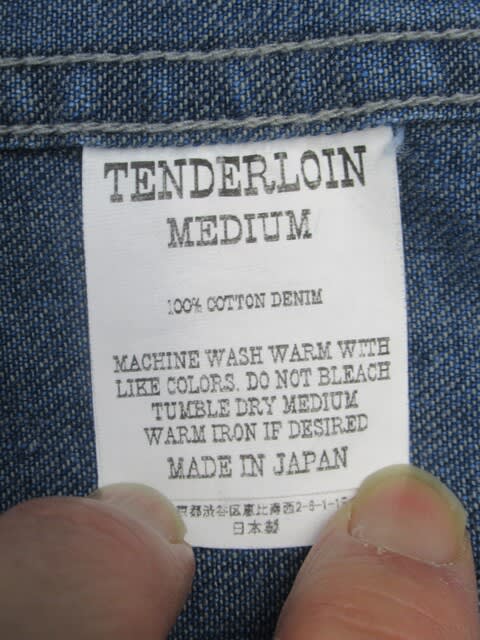 TENDERLOIN
MEDIUM
100% COTTON DENIM
MACHINE WASH WARM WITH
LIKE COLORS. DO NOT BLEACH
TUMBLE DRY MEDIUM
WARM IRON IF DESIRED
MADE IN JAPAN
京都渋谷区恵比寿西2-8-1-1
日本製